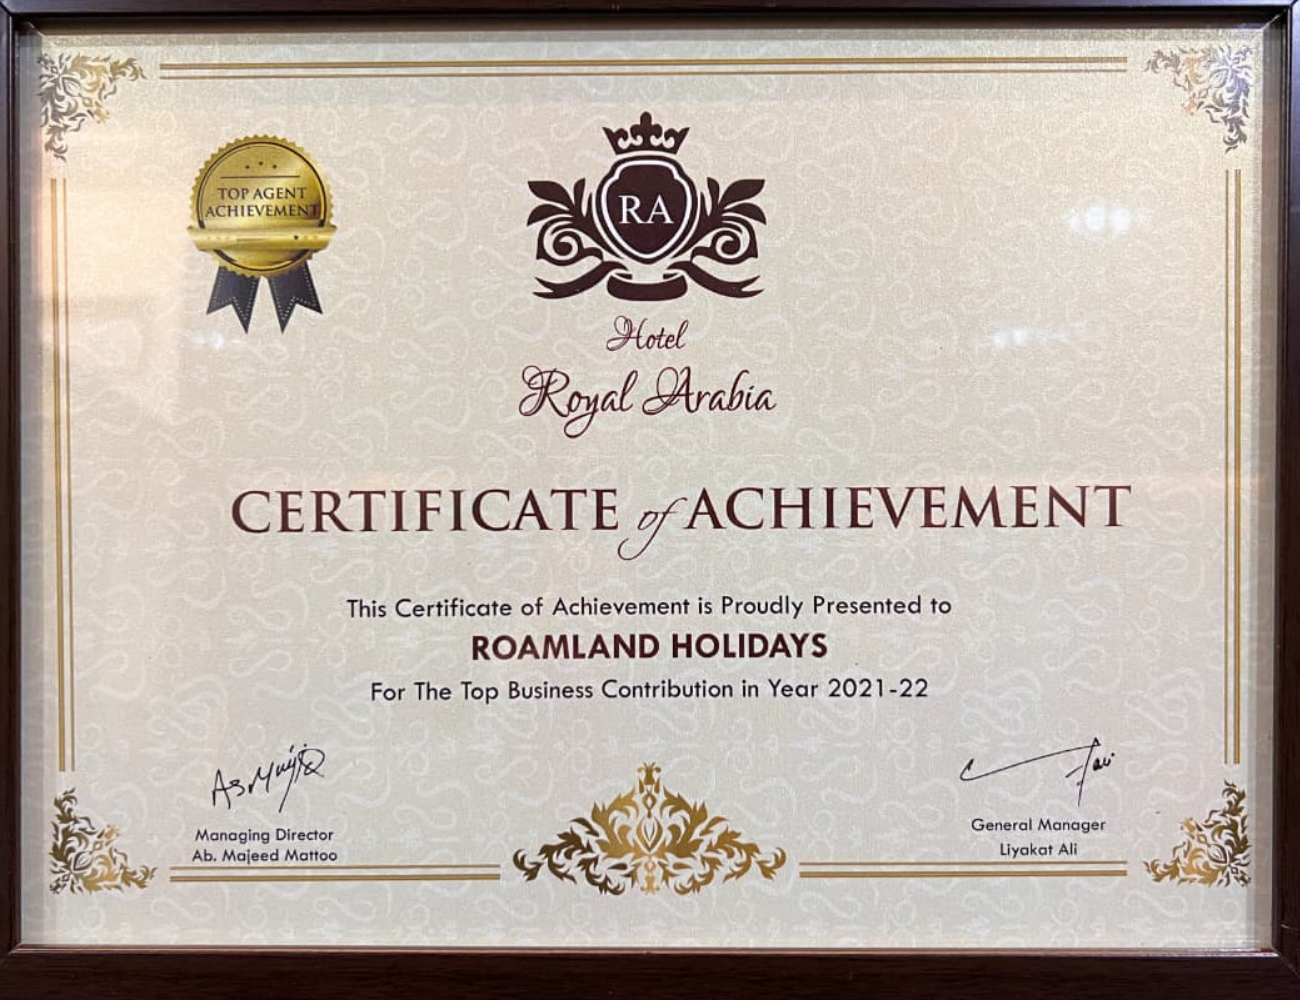 TOP AGENT
ACHIEVEMENT
RA
Hotel
Royal Arabia
CERTIFICATE of ACHIEVEMENT
This Certificate of Achievement is Proudly Presented to
ROAMLAND HOLIDAYS
For The Top Business Contribution in Year 2021-22
Managing Director
Ab. Majeed Mattoo
General Manager
Liyakat Ali